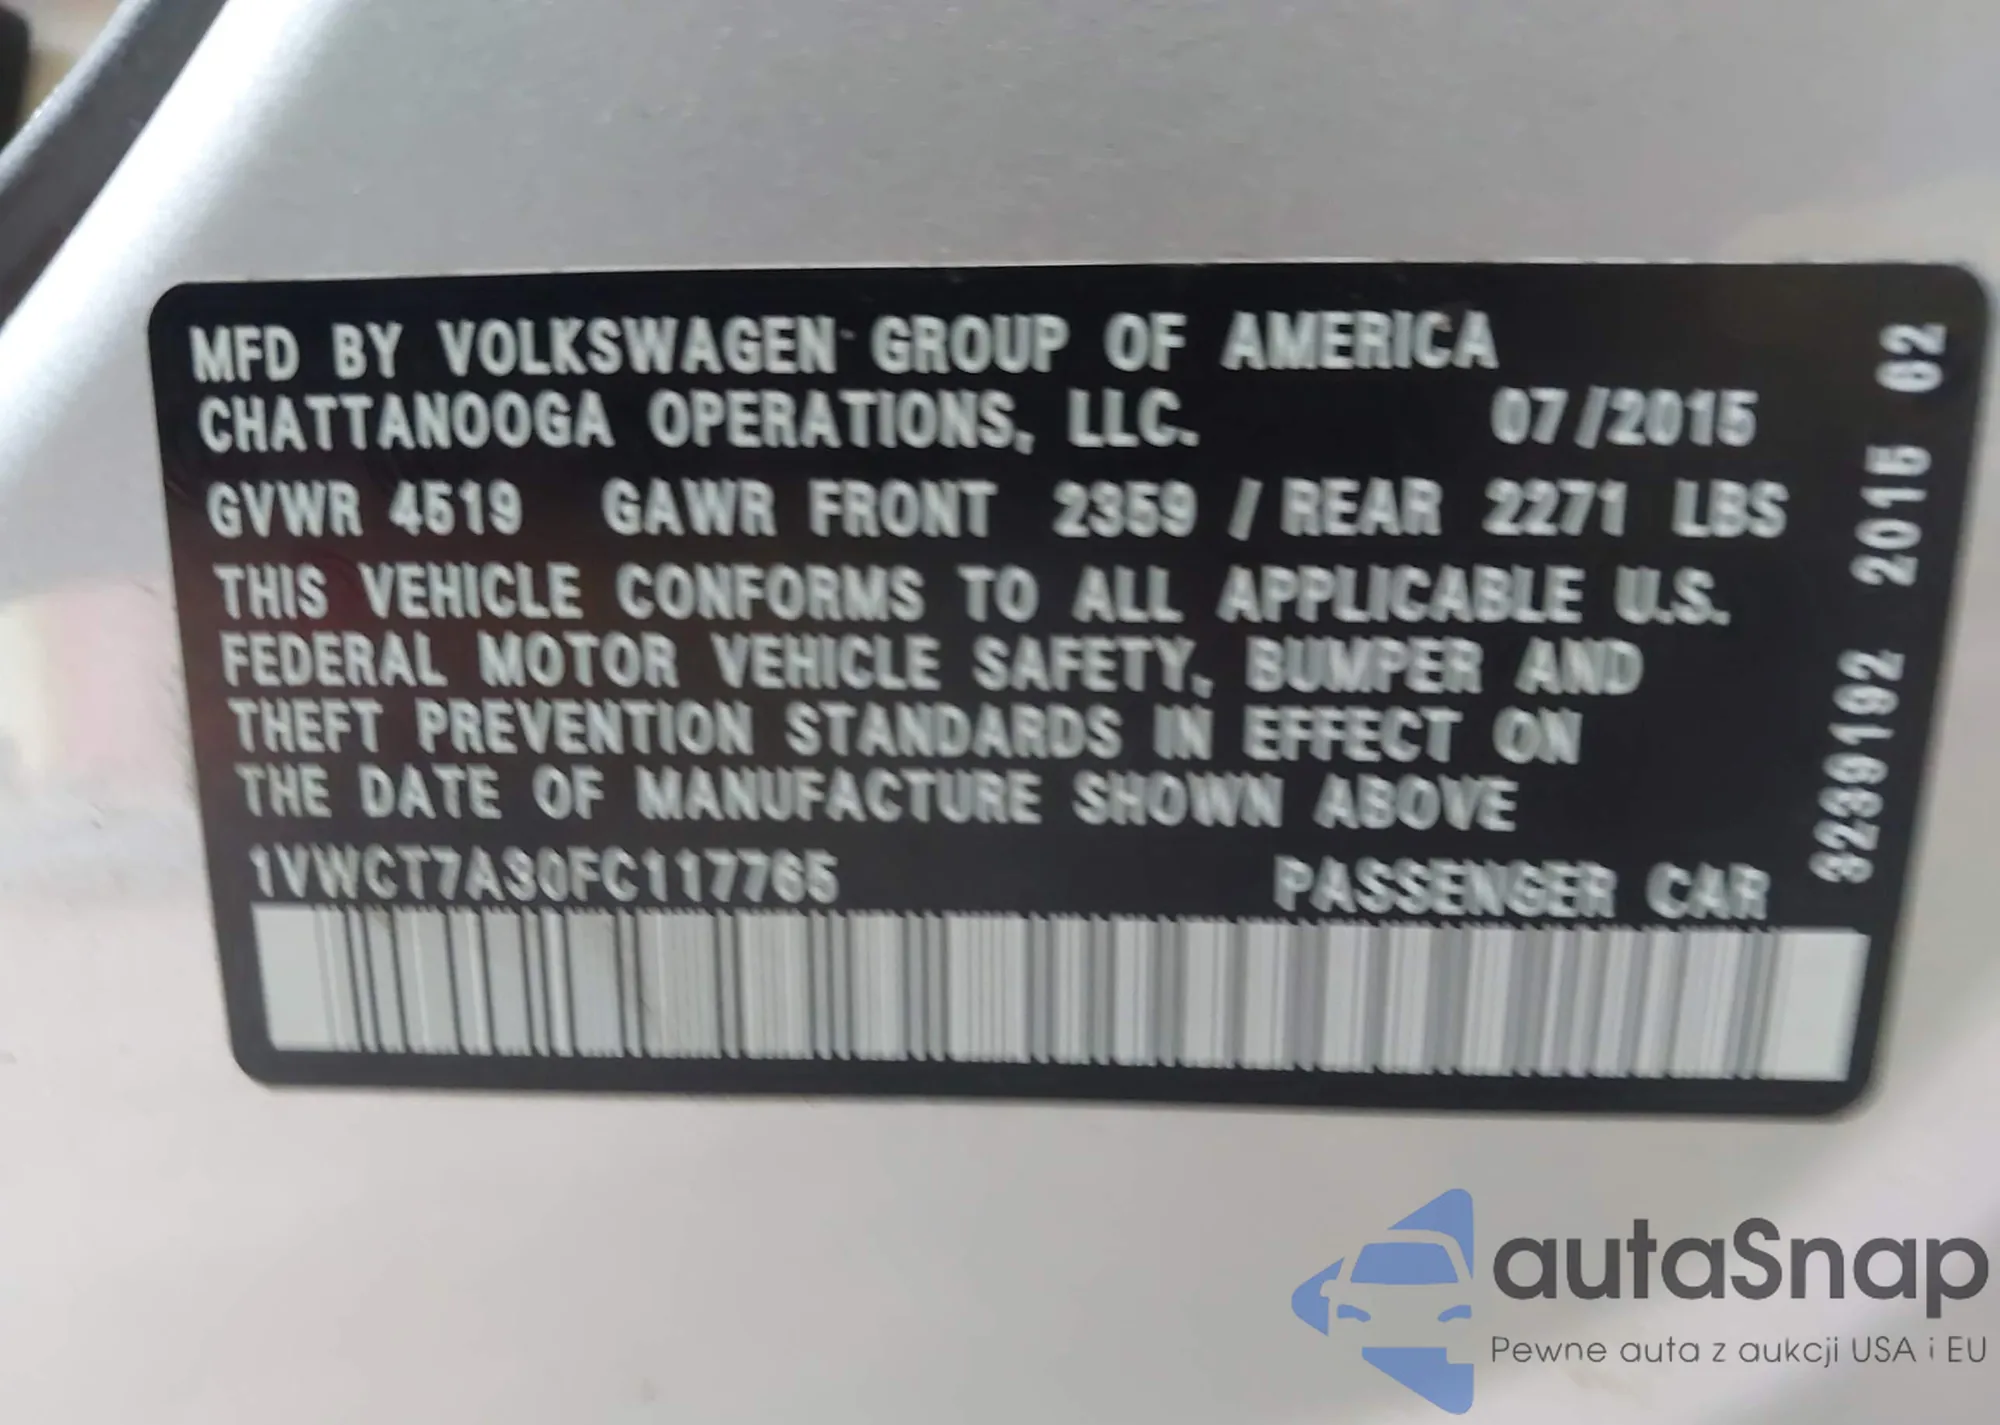 MFD BY VOLKSWAGEN GROUP OF AMERICA
CHATTANOOGA OPERATIONS, LLC. 07/2015
GVWR 4519 GAWR FRONT 2359 / REAR 2271 LBS
THIS VEHICLE CONFORMS TO ALL APPLICABLE U.S.
FEDERAL MOTOR VEHICLE SAFETY, BUMPER AND
THEFT PREVENTION STANDARDS IN EFFECT ON
THE DATE OF MANUFACTURE SHOWN ABOVE
1VWCT7A30FC117765 PASSENGER CAR
3239192 2015 62
autaSnap
Pewne auta z aukcji USA i EU